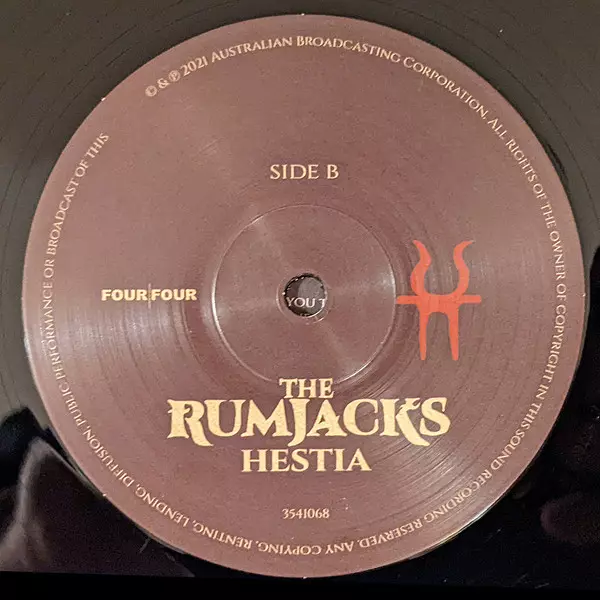 © & ℗ 2021 Australian Broadcasting Corporation. All rights of the owner of copyright in this sound recording reserved. Any copying, renting, lending, diffusion, public performance or broadcast of this
SIDE B
FOUR|FOUR
YOU T
THE
RUMJACKS
HESTIA
3541068